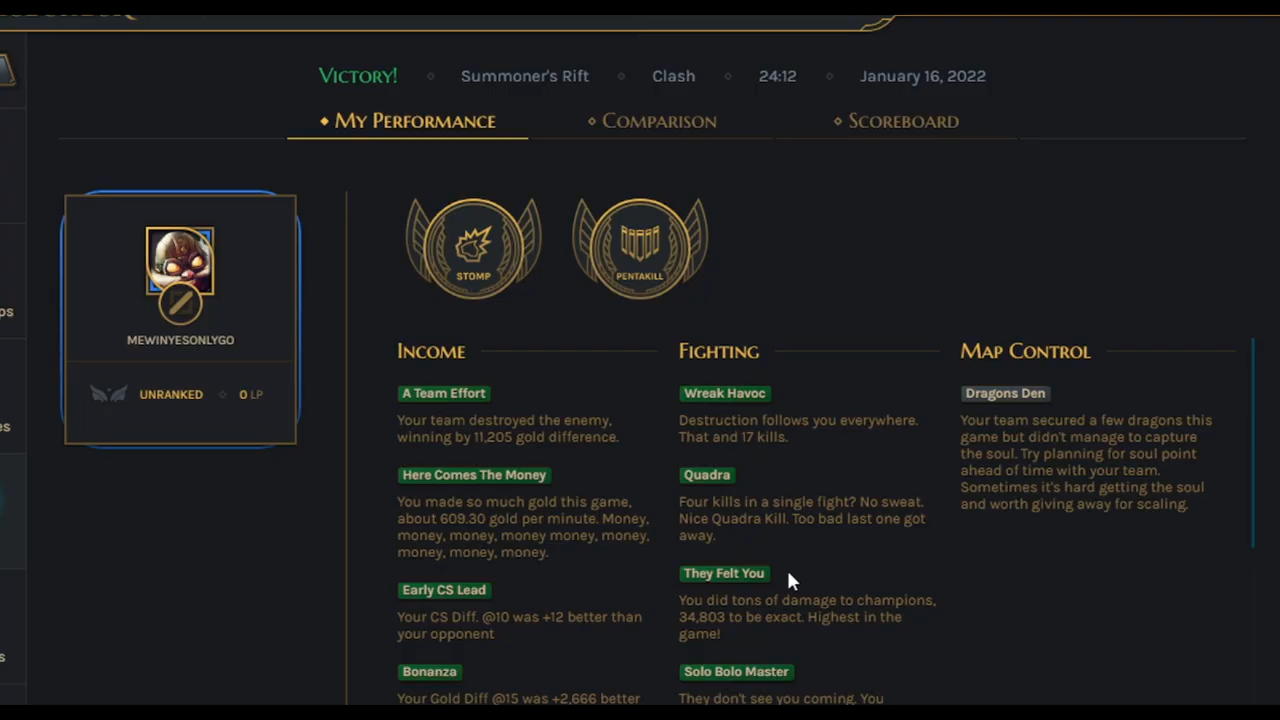 VICTORY! Summoner's Rift Clash 24:12 January 16, 2022
MY PERFORMANCE COMPARISON SCOREBOARD
STOMP
PENTAKILL
MEWINYESONLYGO
UNRANKED 0 LP
INCOME
A Team Effort
Your team destroyed the enemy,
winning by 11,205 gold difference.
Here Comes The Money
You made so much gold this game,
about 609.30 gold per minute. Money,
money, money, money money, money,
money, money, money.
Early CS Lead
Your CS Diff. @10 was +12 better than
your opponent
Bonanza
Your Gold Diff @15 was +2,666 better
FIGHTING
Wreak Havoc
Destruction follows you everywhere.
That and 17 kills.
Quadra
Four kills in a single fight? No sweat.
Nice Quadra Kill. Too bad last one got
away.
They Felt You
You did tons of damage to champions,
34,803 to be exact. Highest in the
game!
Solo Bolo Master
They don't see you coming. You
MAP CONTROL
Dragons Den
Your team secured a few dragons this
game but didn't manage to capture
the soul. Try planning for soul point
ahead of time with your team.
Sometimes it's hard getting the soul
and worth giving away for scaling.
ps
es
s